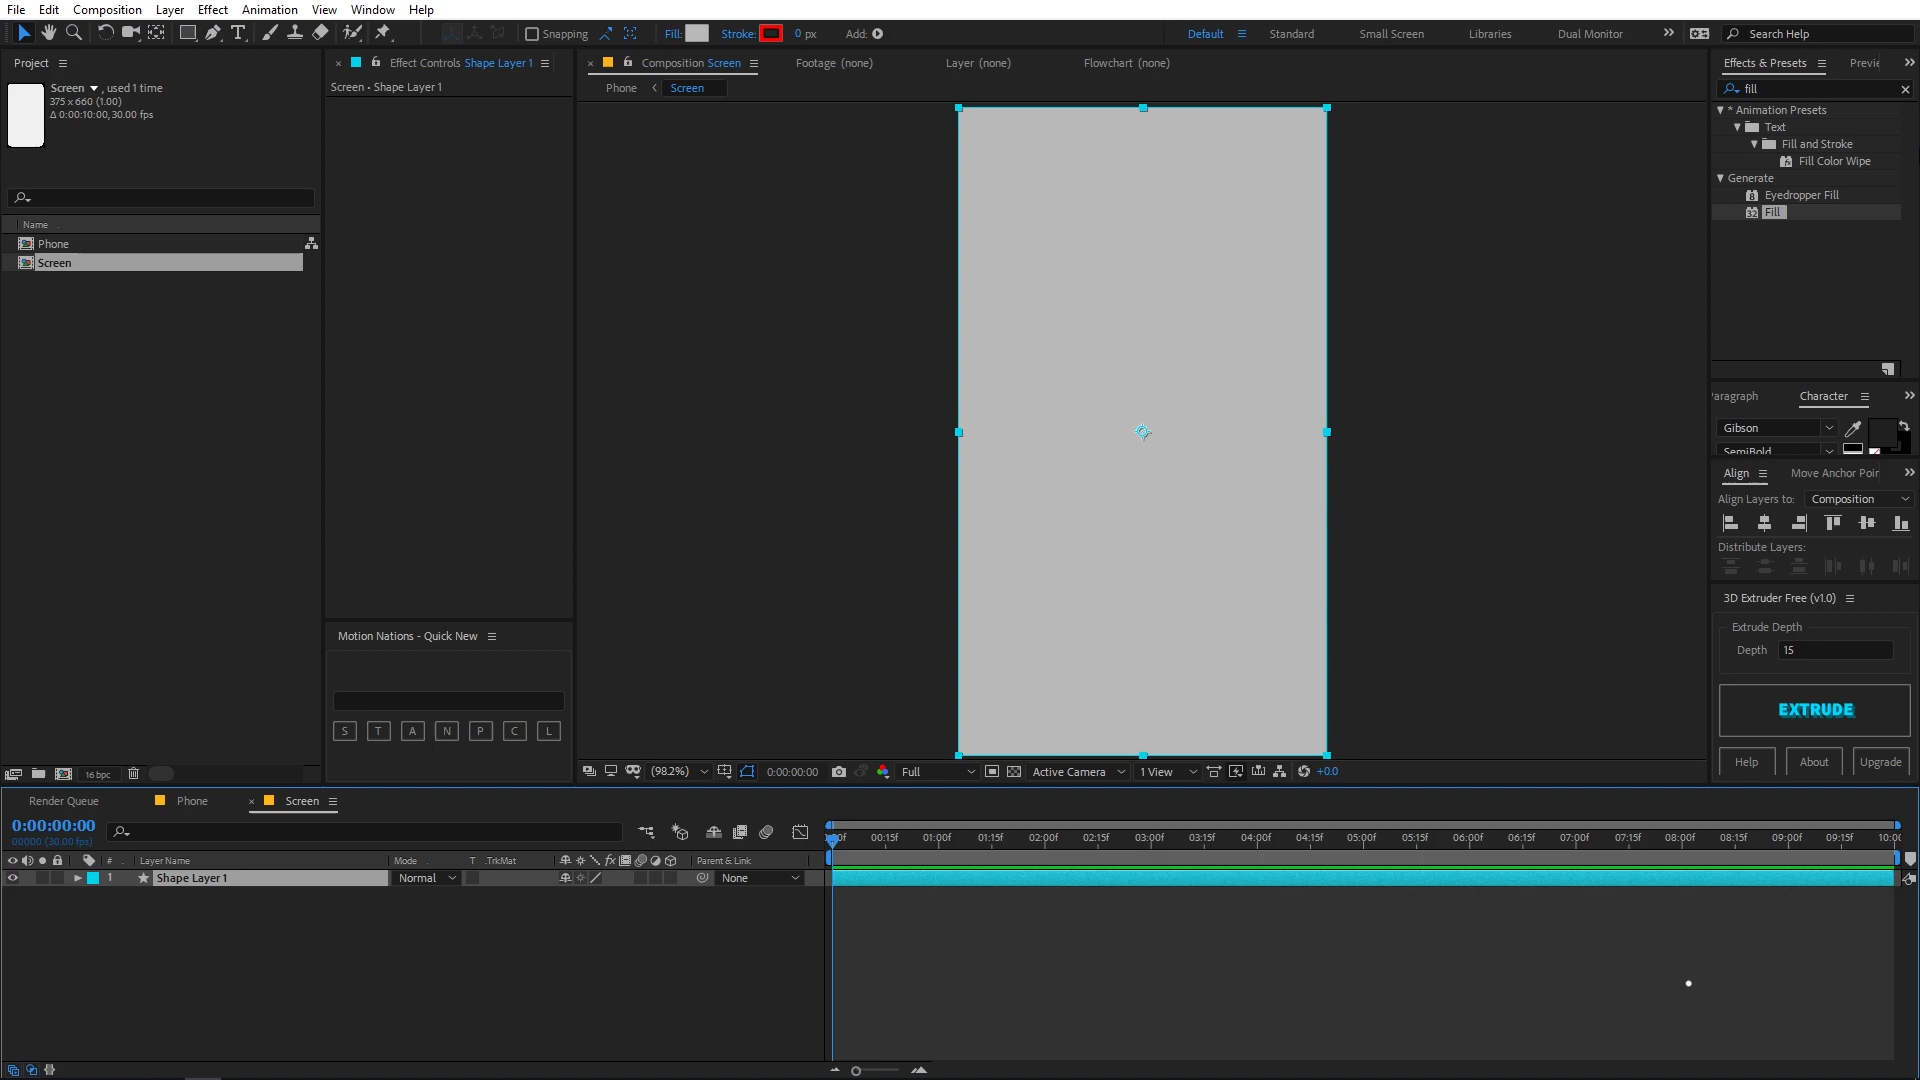 File Edit Composition Layer Effect Animation View Window Help
Snapping Fill: Stroke: 0 px Add: Default Standard Small Screen Libraries Dual Monitor Search Help
Project
Screen , used 1 time
375 x 660 (1.00)
Δ 0:00:10:00, 30.00 fps
Name
Phone
Screen
16 bpc
Effect Controls Shape Layer 1
Screen • Shape Layer 1
Motion Nations - Quick New
S T A N P C L
Composition Screen Footage (none) Layer (none) Flowchart (none)
Phone Screen
(98.2%) 0:00:00:00 Full Active Camera 1 View +0.0
Effects & Presets Previe
fill
* Animation Presets
Text
Fill and Stroke
Fill Color Wipe
Generate
Eyedropper Fill
Fill
aragraph Character
Gibson
SemiBold
Align Move Anchor Poir
Align Layers to: Composition
Distribute Layers:
3D Extruder Free (v1.0)
Extrude Depth
Depth 15
EXTRUDE
Help About Upgrade
Render Queue Phone Screen
0:00:00:00
00000 (30.00 fps)
00f 00:15f 01:00f 01:15f 02:00f 02:15f 03:00f 03:15f 04:00f 04:15f 05:00f 05:15f 06:00f 06:15f 07:00f 07:15f 08:00f 08:15f 09:00f 09:15f 10:00
# Layer Name Mode T .TrkMat Parent & Link
1 Shape Layer 1 Normal None